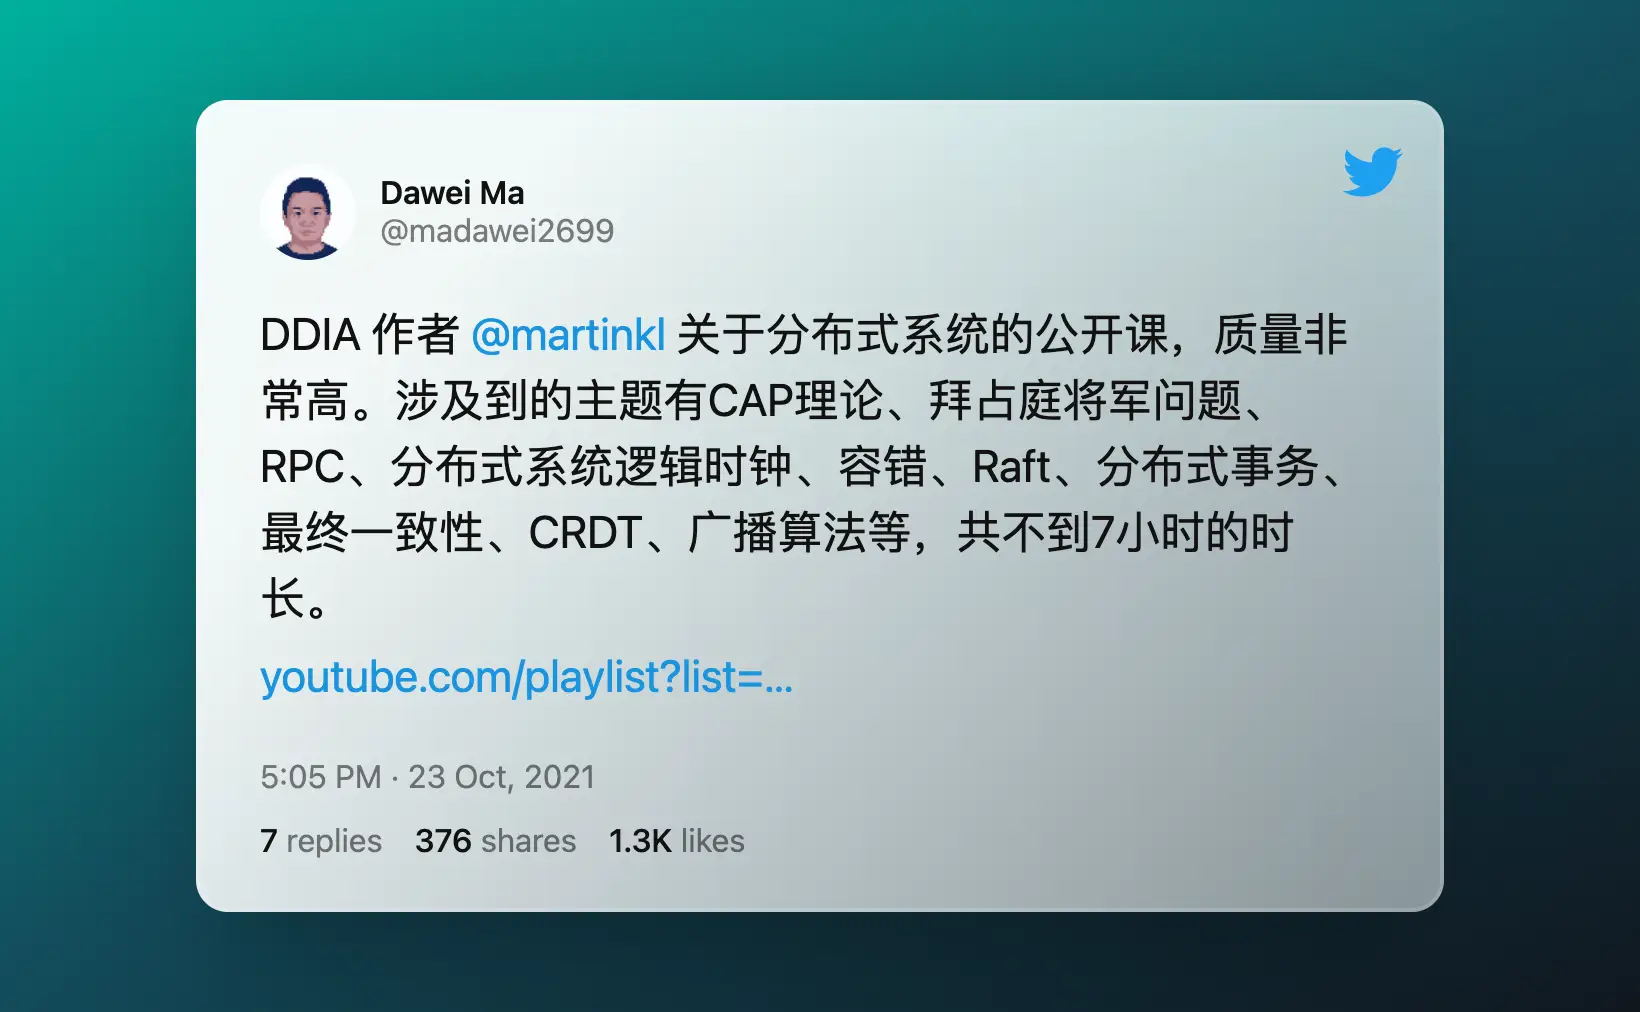 Dawei Ma
@madawei2699
DDIA 作者 @martinkl 关于分布式系统的公开课，质量非
常高。涉及到的主题有CAP理论、拜占庭将军问题、
RPC、分布式系统逻辑时钟、容错、Raft、分布式事务、
最终一致性、CRDT、广播算法等，共不到7小时的时
长。
youtube.com/playlist?list=...
5:05 PM · 23 Oct, 2021
7 replies 376 shares 1.3K likes